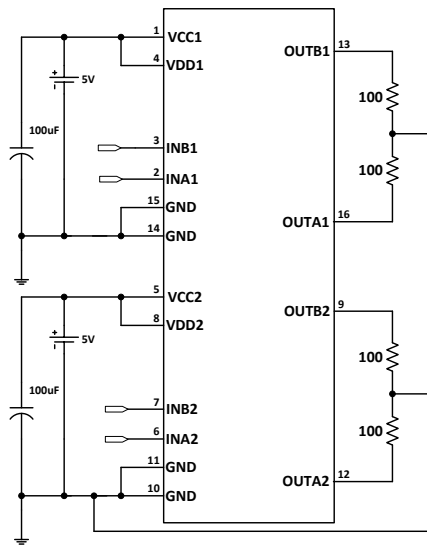 1 VCC1
4 VDD1
5V
100uF
3 INB1
2 INA1
15 GND
14 GND
OUTB1 13
100
100
OUTA1 16
5 VCC2
8 VDD2
5V
100uF
7 INB2
6 INA2
11 GND
10 GND
OUTB2 9
100
100
OUTA2 12